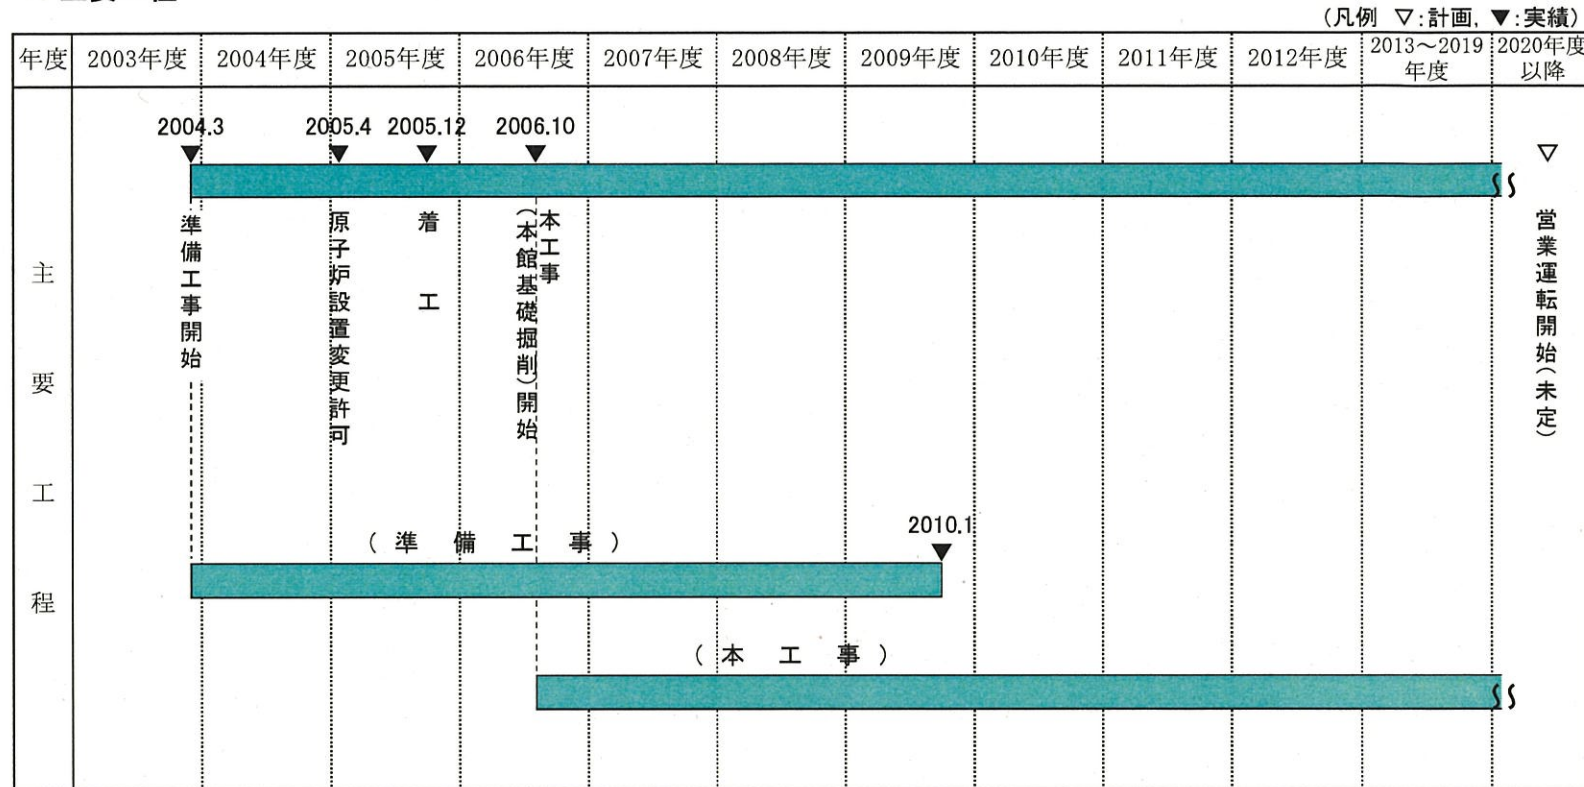 (凡例 ▽:計画, ▼:実績)
年度
2003年度
2004年度
2005年度
2006年度
2007年度
2008年度
2009年度
2010年度
2011年度
2012年度
2013～2019
年度
2020年度
以降
主要工程
2004.3
▼
2005.4
▼
2005.12
▼
2006.10
▼
▽
準備工事開始
原子炉設置変更許可
着工
本工事
(本館基礎掘削)開始
営業運転開始(未定)
(準備工事)
2010.1
▼
(本工事)